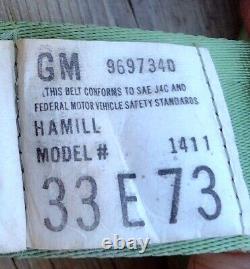 GM 9697340
THIS BELT CONFORMS TO SAE J4C AND
FEDERAL MOTOR VEHICLE SAFETY STANDARDS
HAMILL
MODEL # 1411
33 E 73